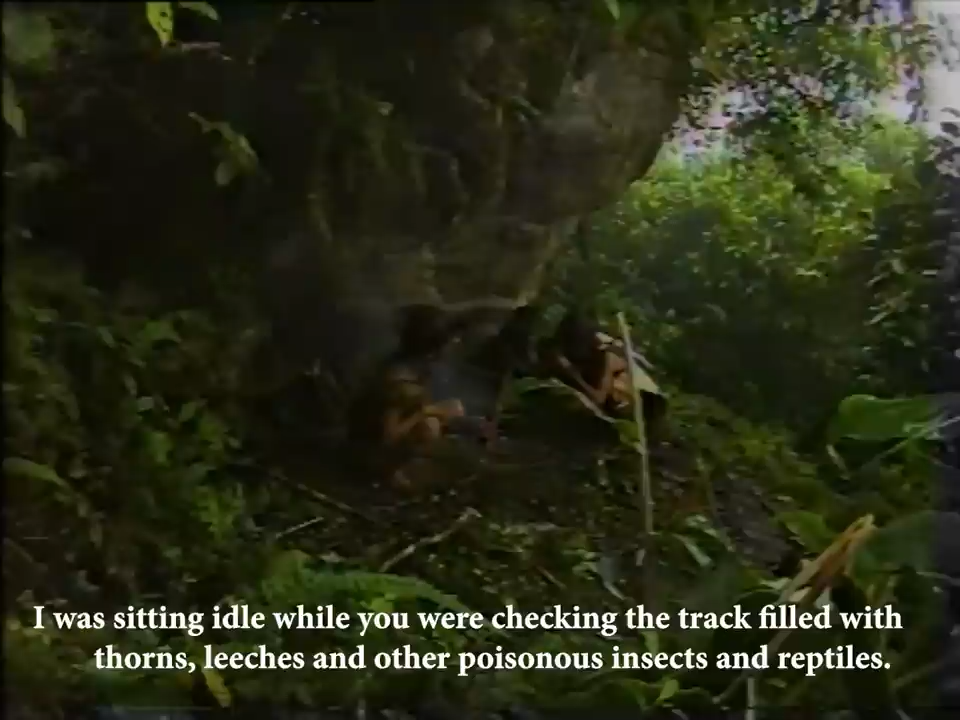 I was sitting idle while you were checking the track filled with
thorns, leeches and other poisonous insects and reptiles.